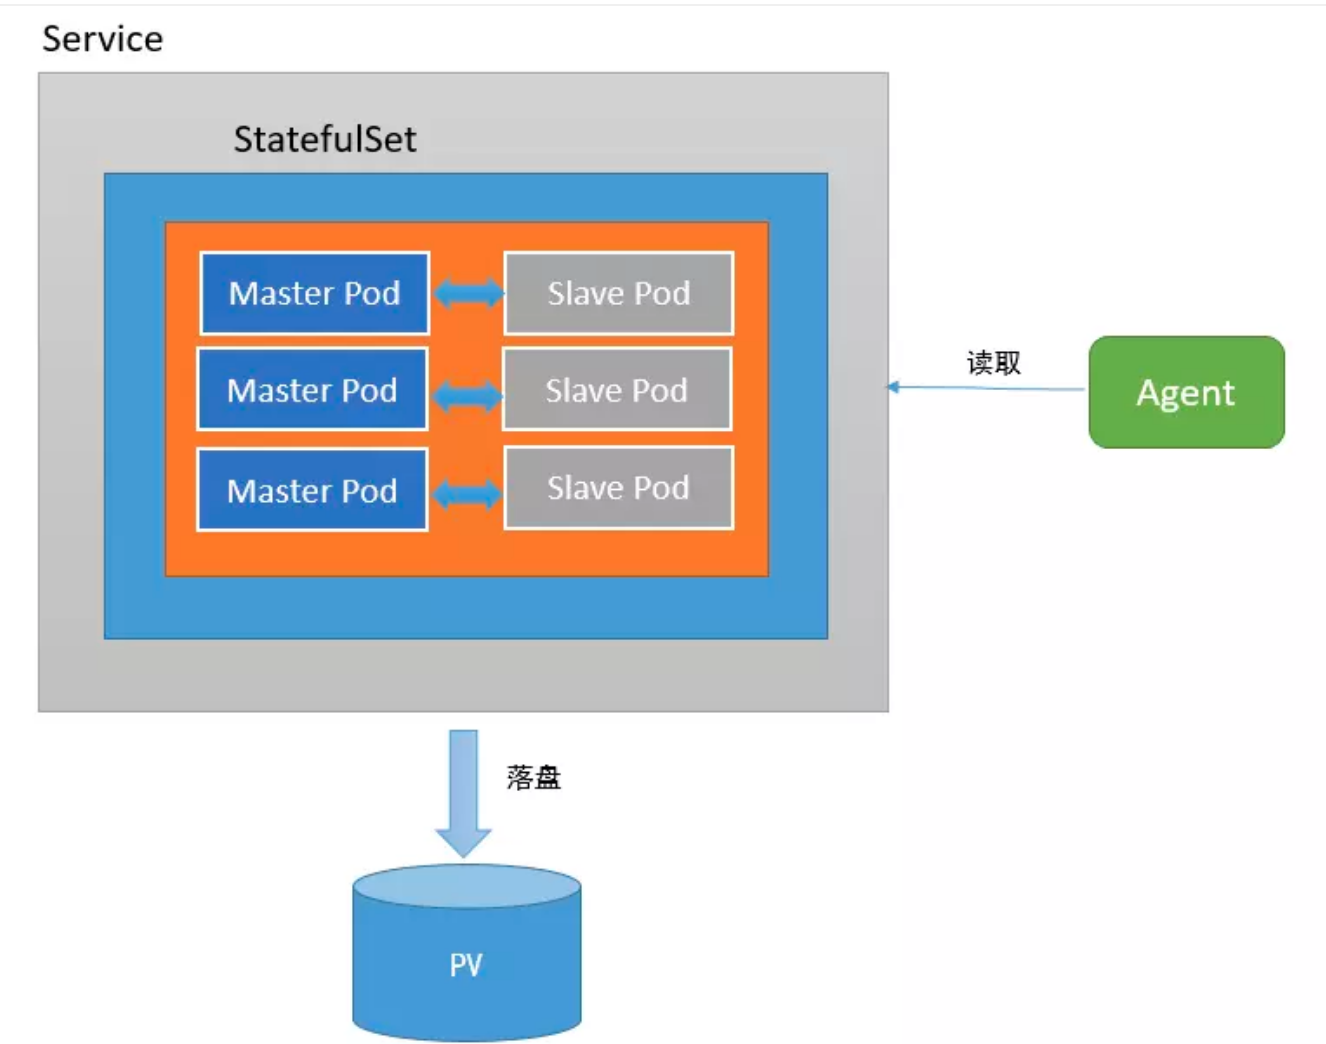 Service
StatefulSet
Master Pod
Slave Pod
Master Pod
Slave Pod
Master Pod
Slave Pod
读取
Agent
落盘
PV